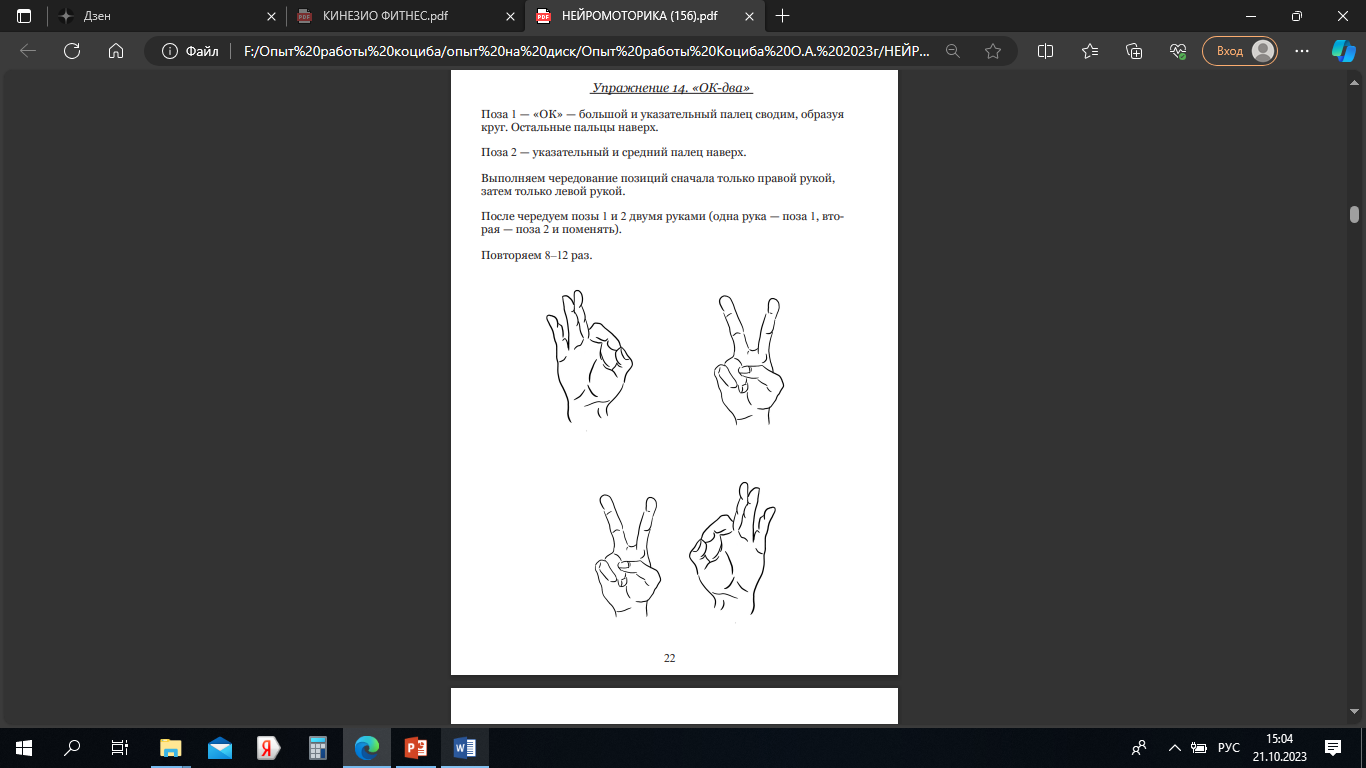 Дзен
КИНЕЗИО ФИТНЕС.pdf
НЕЙРОМОТОРИКА (156).pdf
Файл
F:/Опыт%20работы%20коциба/опыт%20на%20диск/Опыт%20работы%20Коциба%20О.А.%202023г/НЕЙР...
Вход
Упражнение 14. «ОК-два»
Поза 1 — «ОК» — большой и указательный палец сводим, образуя
круг. Остальные пальцы наверх.
Поза 2 — указательный и средний палец наверх.
Выполняем чередование позиций сначала только правой рукой,
затем только левой рукой.
После чередуем позы 1 и 2 двумя руками (одна рука — поза 1, вто-
рая — поза 2 и поменять).
Повторяем 8–12 раз.
22
РУС
15:04
21.10.2023